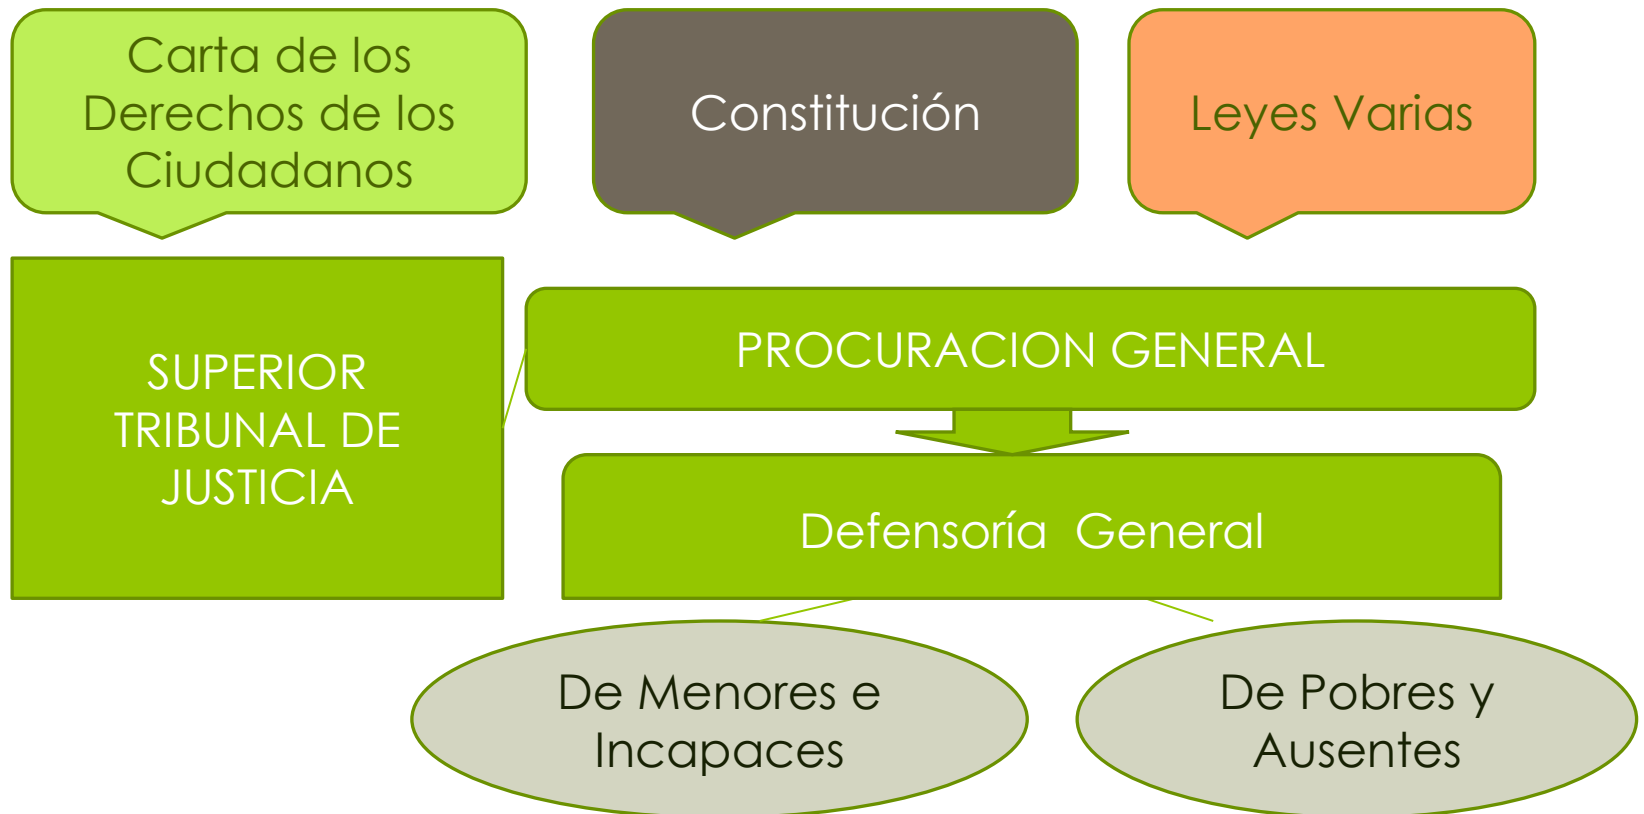 Carta de los
Derechos de los
Ciudadanos
Constitución
Leyes Varias
SUPERIOR
TRIBUNAL DE
JUSTICIA
PROCURACION GENERAL
Defensoría  General
De Menores e
Incapaces
De Pobres y
Ausentes